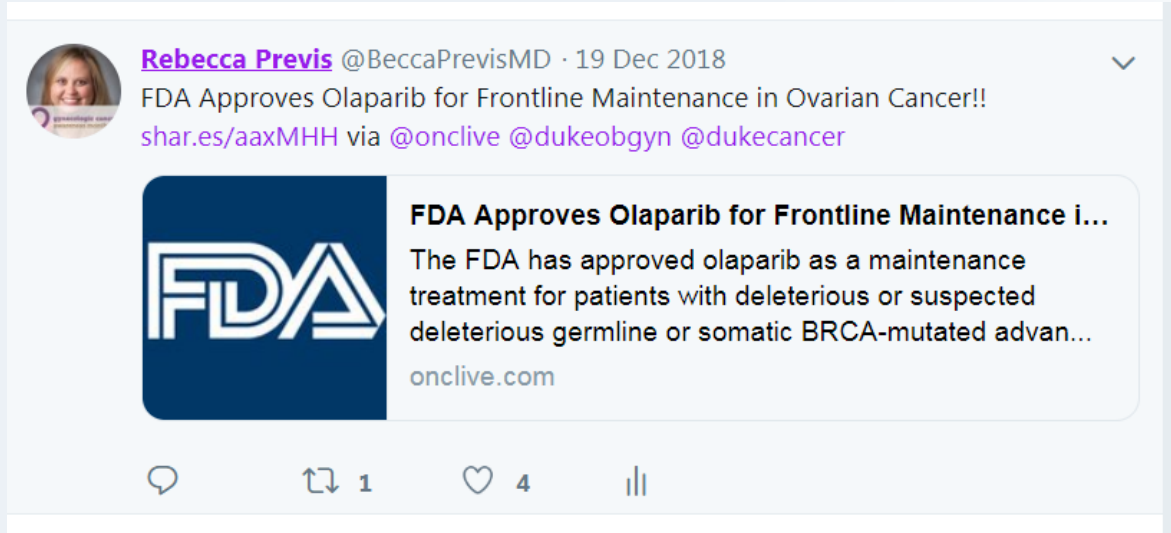 Rebecca Previs @BeccaPrevisMD · 19 Dec 2018
FDA Approves Olaparib for Frontline Maintenance in Ovarian Cancer!!
shar.es/aaxMHH via @onclive @dukeobgyn @dukecancer
FDA
FDA Approves Olaparib for Frontline Maintenance i...
The FDA has approved olaparib as a maintenance
treatment for patients with deleterious or suspected
deleterious germline or somatic BRCA-mutated advan...
onclive.com
1 4